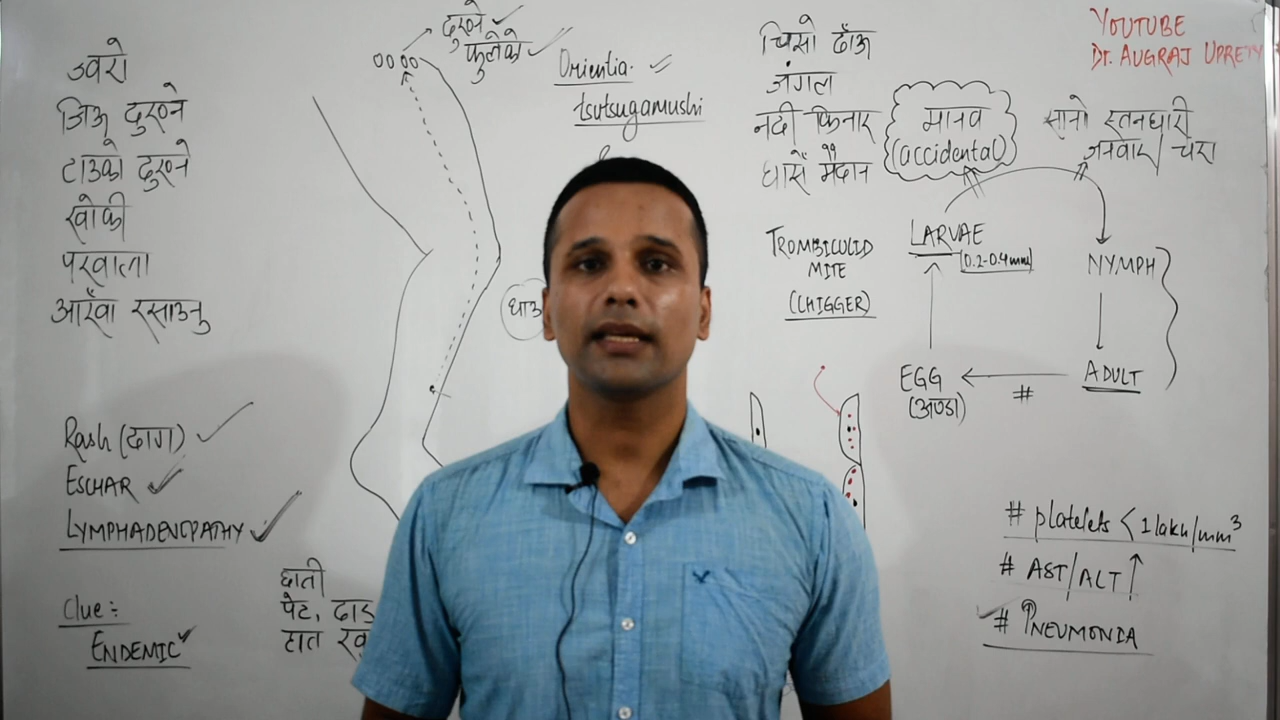 ज्वरो
जिऊ दुख्ने
टाउको दुख्ने
खोकी
पखाला
आँखा रसाउनु
Rash (दाग)
ESCHAR
LYMPHADENOPATHY
Clue:-
ENDEMIC
छाती
पेट, ढाड
हात
दुख्ने
फुलेको
Orientia
tsutsugamushi
घाउ
चिसो ठाँउ
जंगल
नदी किनार
घासे मैदान
TROMBICULID
MITE
(CHIGGER)
YOUTUBE
Dr. AUGRAJ UPRETY
मानव
(accidental)
सानो स्तनधारी
जनवार/ चरा
LARVAE
(0.2-0.4mm)
NYMPH
ADULT
#
EGG
(अण्डा)
# platelets < 1 lakh/mm³
# AST/ALT ↑
# PNEUMONIA